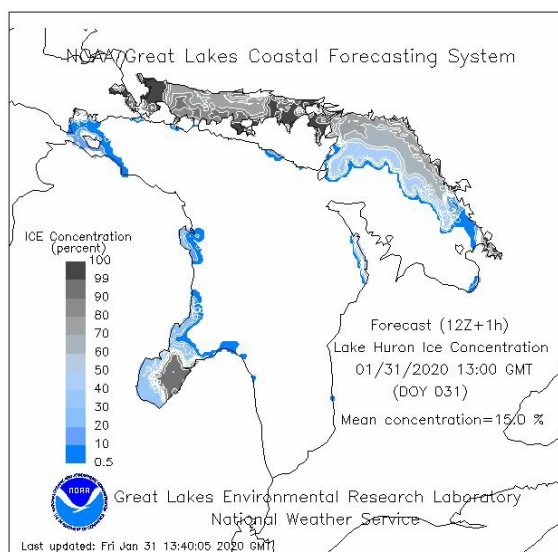 NOAA/Great Lakes Coastal Forecasting System
ICE Concentration
(percent)
100
99
90
80
70
60
50
40
30
20
10
0.5
Forecast (12Z+1h)
Lake Huron Ice Concentration
01/31/2020 13:00 GMT
(DOY 031)
Mean concentration=15.0 %
NOAA
Great Lakes Environmental Research Laboratory
National Weather Service
Last updated: Fri Jan 31 13:40:05 2020 GMT